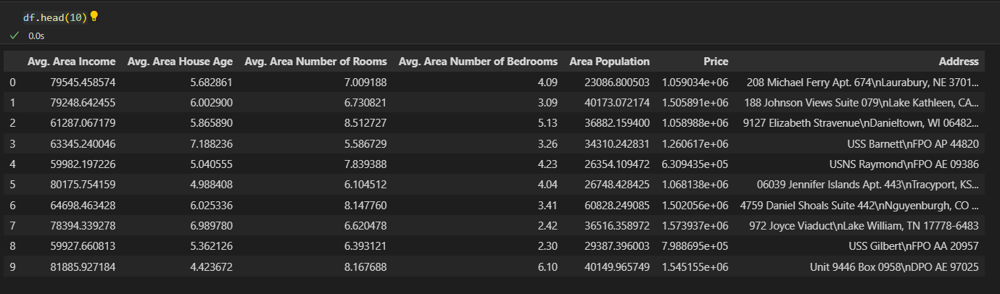 df.head(10)
0.0s
Avg. Area Income Avg. Area House Age Avg. Area Number of Rooms Avg. Area Number of Bedrooms Area Population Price Address
0 79545.458574 5.682861 7.009188 4.09 23086.800503 1.059034e+06 208 Michael Ferry Apt. 674\nLaurabury, NE 3701...
1 79248.642455 6.002900 6.730821 3.09 40173.072174 1.505891e+06 188 Johnson Views Suite 079\nLake Kathleen, CA...
2 61287.067179 5.865890 8.512727 5.13 36882.159400 1.058988e+06 9127 Elizabeth Stravenue\nDanieltown, WI 06482...
3 63345.240046 7.188236 5.586729 3.26 34310.242831 1.260617e+06 USS Barnett\nFPO AP 44820
4 59982.197226 5.040555 7.839388 4.23 26354.109472 6.309435e+05 USNS Raymond\nFPO AE 09386
5 80175.754159 4.988408 6.104512 4.04 26748.428425 1.068138e+06 06039 Jennifer Islands Apt. 443\nTracyport, KS...
6 64698.463428 6.025336 8.147760 3.41 60828.249085 1.502056e+06 4759 Daniel Shoals Suite 442\nNguyenburgh, CO ...
7 78394.339278 6.989780 6.620478 2.42 36516.358972 1.573937e+06 972 Joyce Viaduct\nLake William, TN 17778-6483
8 59927.660813 5.362126 6.393121 2.30 29387.396003 7.988695e+05 USS Gilbert\nFPO AA 20957
9 81885.927184 4.423672 8.167688 6.10 40149.965749 1.545155e+06 Unit 9446 Box 0958\nDPO AE 97025